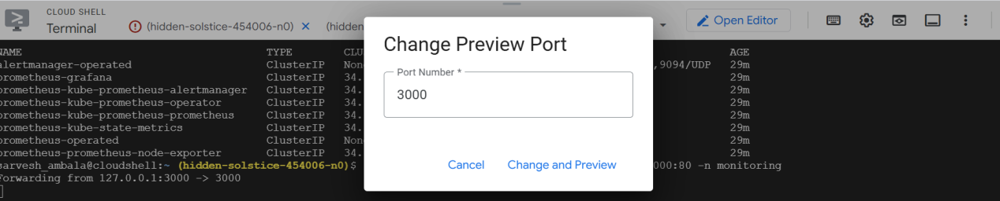 CLOUD SHELL
Terminal
(hidden-solstice-454006-n0)
(hidden
Open Editor
NAME TYPE CLU AGE
alertmanager-operated ClusterIP Non ,9094/UDP 29m
prometheus-grafana ClusterIP 34. 29m
prometheus-kube-prometheus-alertmanager ClusterIP 34. 29m
prometheus-kube-prometheus-operator ClusterIP 34. 29m
prometheus-kube-prometheus-prometheus ClusterIP 34. 29m
prometheus-kube-state-metrics ClusterIP 34. 29m
prometheus-operated ClusterIP Non 29m
prometheus-prometheus-node-exporter ClusterIP 34. 29m
sarvesh_ambala@cloudshell:~ (hidden-solstice-454006-n0)$ 000:80 -n monitoring
Forwarding from 127.0.0.1:3000 -> 3000
Change Preview Port
Port Number *
3000
Cancel Change and Preview